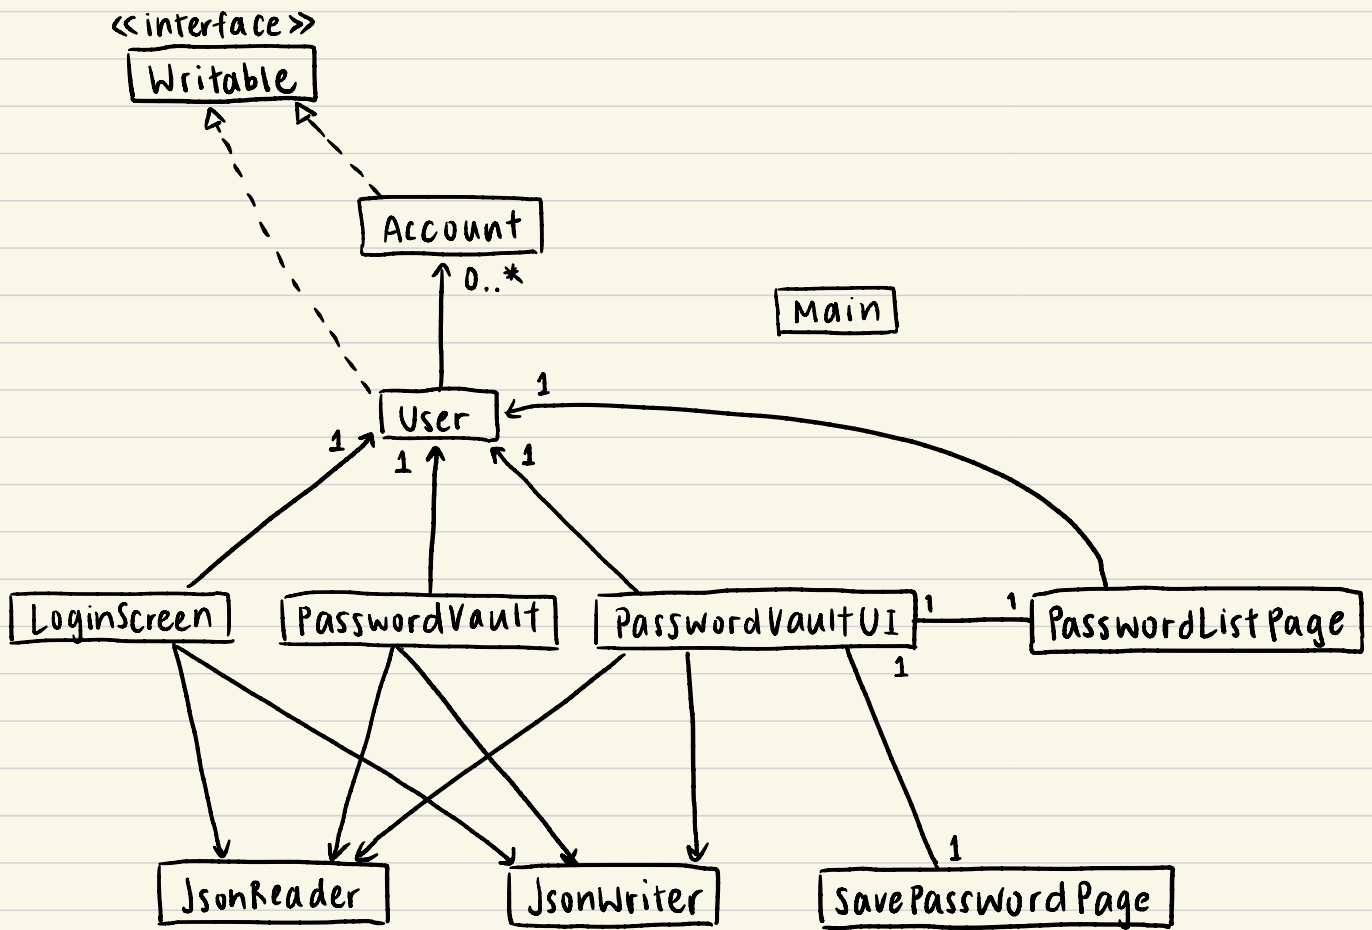 <<interface>>
Writable
Account
0..*
Main
1
User
1
1
1
LoginScreen
PasswordVault
PasswordVaultUI
1
1
PasswordListPage
1
1
JsonReader
JsonWriter
SavePasswordPage